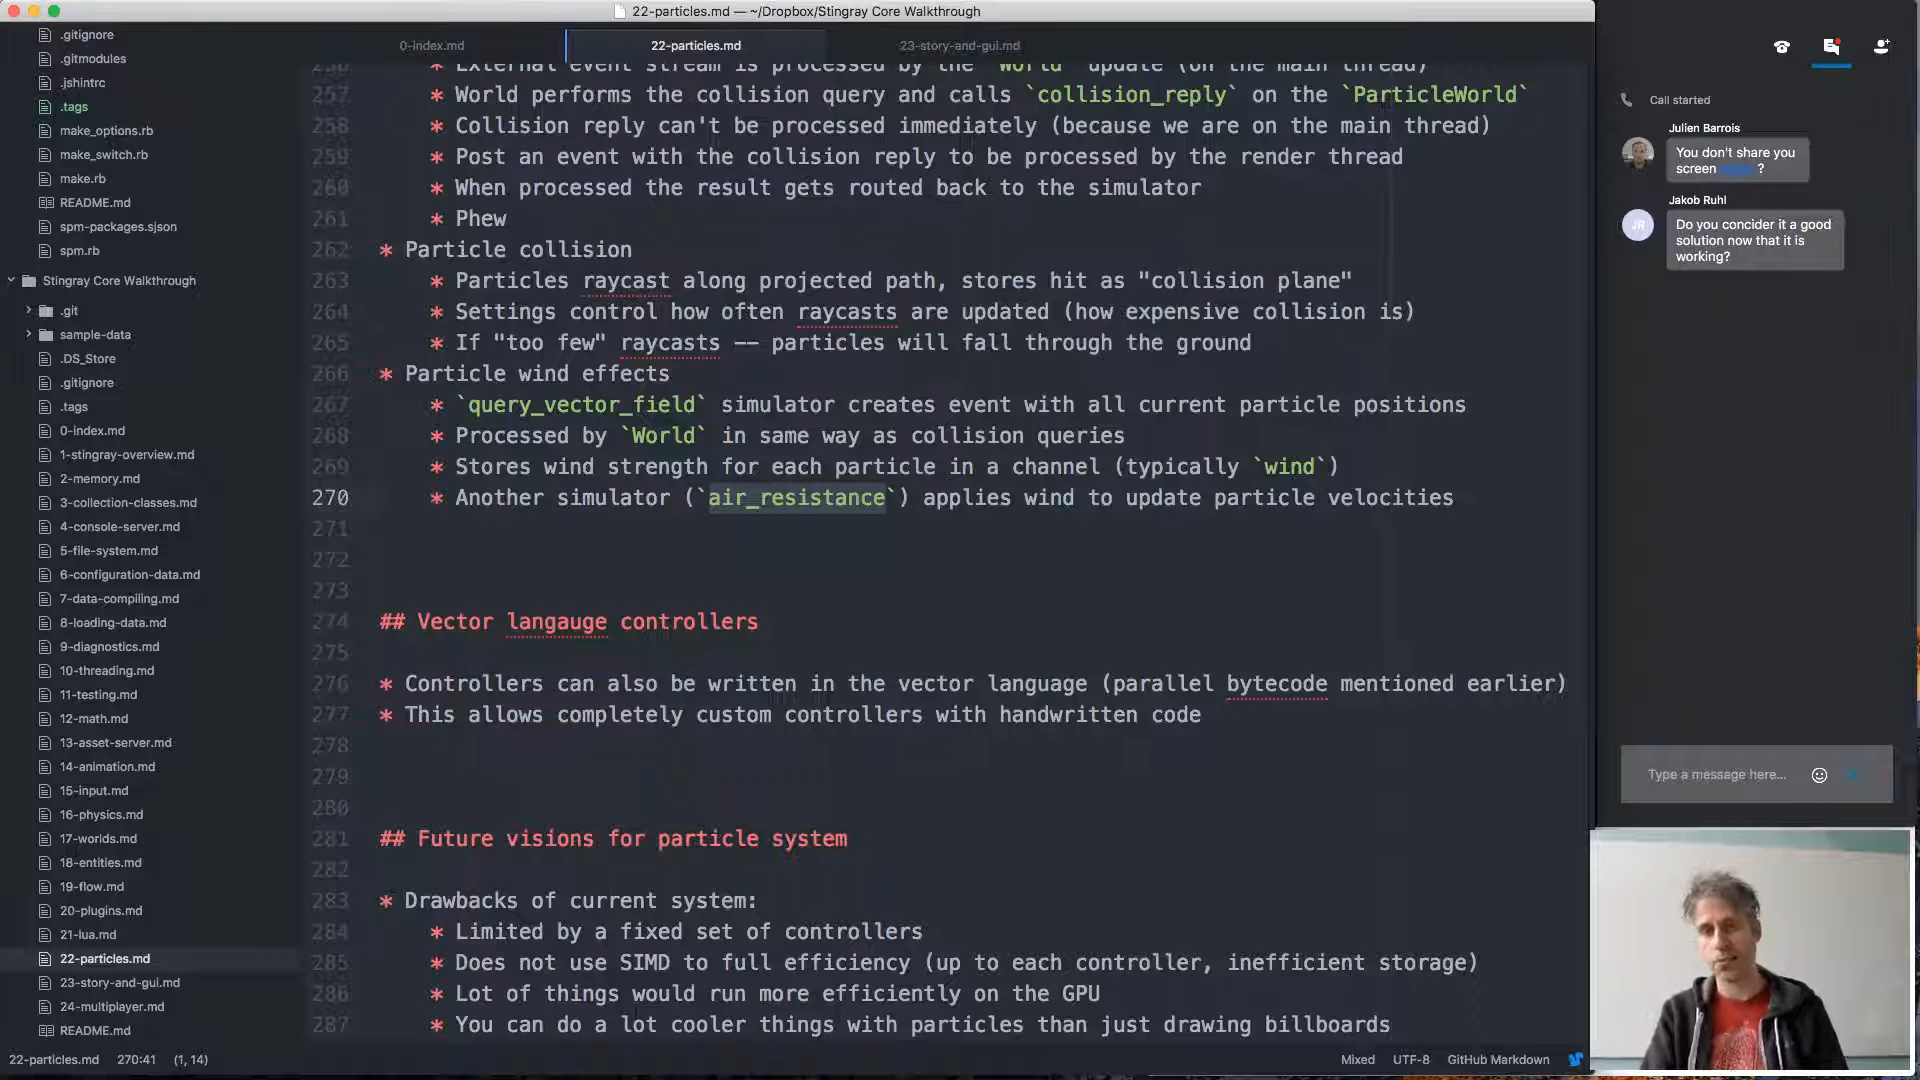 22-particles.md — ~/Dropbox/Stingray Core Walkthrough
.gitignore
.gitmodules
.jshintrc
.tags
make_options.rb
make_switch.rb
make.rb
README.md
spm-packages.sjson
spm.rb
Stingray Core Walkthrough
.git
sample-data
.DS_Store
.gitignore
.tags
0-index.md
1-stingray-overview.md
2-memory.md
3-collection-classes.md
4-console-server.md
5-file-system.md
6-configuration-data.md
7-data-compiling.md
8-loading-data.md
9-diagnostics.md
10-threading.md
11-testing.md
12-math.md
13-asset-server.md
14-animation.md
15-input.md
16-physics.md
17-worlds.md
18-entities.md
19-flow.md
20-plugins.md
21-lua.md
22-particles.md
23-story-and-gui.md
24-multiplayer.md
README.md
0-index.md
22-particles.md
23-story-and-gui.md
256 * External event stream is processed by the `World` update (on the main thread)
257 * World performs the collision query and calls `collision_reply` on the `ParticleWorld`
258 * Collision reply can't be processed immediately (because we are on the main thread)
259 * Post an event with the collision reply to be processed by the render thread
260 * When processed the result gets routed back to the simulator
261 * Phew
262 * Particle collision
263 * Particles raycast along projected path, stores hit as "collision plane"
264 * Settings control how often raycasts are updated (how expensive collision is)
265 * If "too few" raycasts -- particles will fall through the ground
266 * Particle wind effects
267 * `query_vector_field` simulator creates event with all current particle positions
268 * Processed by `World` in same way as collision queries
269 * Stores wind strength for each particle in a channel (typically `wind`)
270 * Another simulator (`air_resistance`) applies wind to update particle velocities
271
272
273
274 ## Vector langauge controllers
275
276 * Controllers can also be written in the vector language (parallel bytecode mentioned earlier)
277 * This allows completely custom controllers with handwritten code
278
279
280
281 ## Future visions for particle system
282
283 * Drawbacks of current system:
284 * Limited by a fixed set of controllers
285 * Does not use SIMD to full efficiency (up to each controller, inefficient storage)
286 * Lot of things would run more efficiently on the GPU
287 * You can do a lot cooler things with particles than just drawing billboards
22-particles.md 270:41 (1, 14)
Mixed UTF-8 GitHub Markdown
Call started
Julien Barrois
You don't share you
screen ?
Jakob Ruhl
JR
Do you concider it a good
solution now that it is
working?
Type a message here...